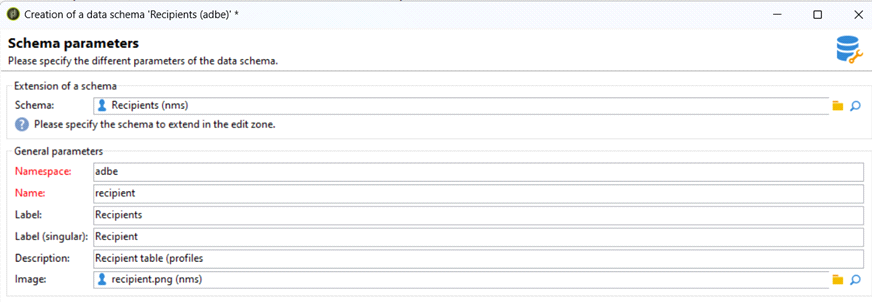 Creation of a data schema 'Recipients (adbe)' *
Schema parameters
Please specify the different parameters of the data schema.
Extension of a schema
Schema: Recipients (nms)
? Please specify the schema to extend in the edit zone.
General parameters
Namespace: adbe
Name: recipient
Label: Recipients
Label (singular): Recipient
Description: Recipient table (profiles
Image: recipient.png (nms)